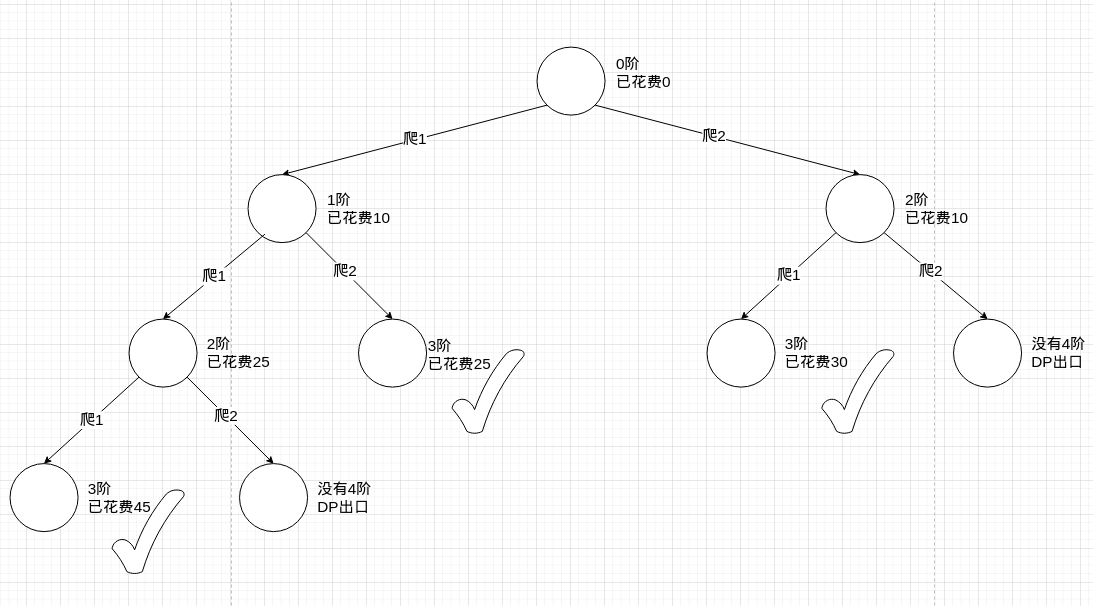 0阶
已花费0
爬1
爬2
1阶
已花费10
2阶
已花费10
爬1
爬2
爬1
爬2
2阶
已花费25
3阶
已花费25
3阶
已花费30
没有4阶
DP出口
爬1
爬2
3阶
已花费45
没有4阶
DP出口